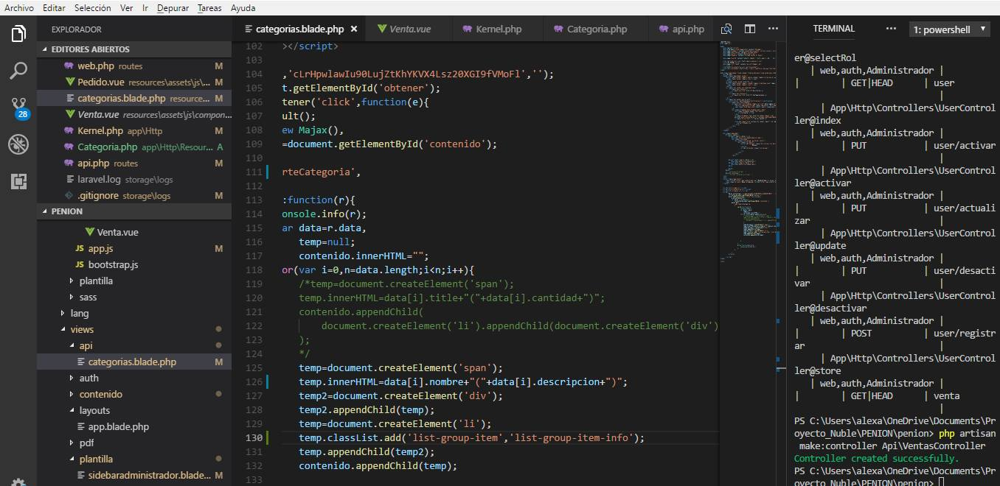 Archivo Editar Selección Ver Ir Depurar Tareas Ayuda
EXPLORADOR
EDITORES ABIERTOS
web.php routes M
Pedido.vue resources\assets\js\... M
categorias.blade.php resource... M
Venta.vue resources\assets\js\compon...
Kernel.php app\Http M
Categoria.php app\Http\Resour... A
api.php routes M
laravel.log storage\logs
.gitignore storage\logs M
PENION
Venta.vue
JS app.js M
JS bootstrap.js
plantilla
sass
lang
views
api
categorias.blade.php M
auth
contenido
layouts
app.blade.php
pdf
plantilla
sidebaradministrador.blade... M
28
categorias.blade.php Venta.vue Kernel.php Categoria.php api.php
102 ></script>
103
104 ,'cLrHpwlawIu90LujZtKhYKVX4Lsz20XGI9fVMoFl','');
105 t.getElementById('obtener');
106 tener('click',function(e){
107 ult();
108 ew Majax(),
109 =document.getElementById('contenido');
110
111 rteCategoria',
112
113 :function(r){
114 onsole.info(r);
115 ar data=r.data,
116 temp=null;
117 contenido.innerHTML="";
118 or(var i=0,n=data.length;i<n;i++){
119 /*temp=document.createElement('span');
120 temp.innerHTML=data[i].title+"("+data[i].cantidad+")";
121 contenido.appendChild(
122 document.createElement('li').appendChild(document.createElement('div')
123 );
124 */
125 temp=document.createElement('span');
126 temp.innerHTML=data[i].nombre+"("+data[i].descripcion+")";
127 temp2=document.createElement('div');
128 temp2.appendChild(temp);
129 temp=document.createElement('li');
130 temp.classList.add('list-group-item','list-group-item-info');
131 temp.appendChild(temp2);
132 contenido.appendChild(temp);
133
TERMINAL ... 1: powershell
er@selectRol
| web,auth,Administrador |
| | GET|HEAD | user
|
| App\Http\Controllers\UserControl
ler@index
| web,auth,Administrador |
| | PUT | user/activar
|
| App\Http\Controllers\UserControl
ler@activar
| web,auth,Administrador |
| | PUT | user/actuali
zar |
| App\Http\Controllers\UserControl
ler@update
| web,auth,Administrador |
| | PUT | user/desacti
var |
| App\Http\Controllers\UserControl
ler@desactivar
| web,auth,Administrador |
| | POST | user/registr
ar |
| App\Http\Controllers\UserControl
ler@store
| web,auth,Administrador |
| | GET|HEAD | venta
|
PS C:\Users\alexa\OneDrive\Documents\Pr
oyecto_Nuble\PENION\penion> php artisan
make:controller Api\VentasController
Controller created successfully.
PS C:\Users\alexa\OneDrive\Documents\Pr
oyecto_Nuble\PENION\penion>